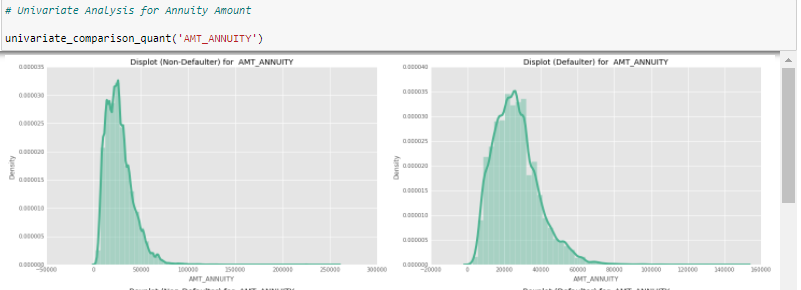 # Univariate Analysis for Annuity Amount
univariate_comparison_quant('AMT_ANNUITY')
Displot (Non-Defaulter) for AMT_ANNUITY
0.000035
0.000030
0.000025
0.000020
0.000015
0.000010
0.000005
0.000000
Density
-50000 0 50000 100000 150000 200000 250000 300000
AMT_ANNUITY
Displot (Defaulter) for AMT_ANNUITY
0.000040
0.000035
0.000030
0.000025
0.000020
0.000015
0.000010
0.000005
0.000000
Density
-20000 0 20000 40000 60000 80000 100000 120000 140000 160000
AMT_ANNUITY